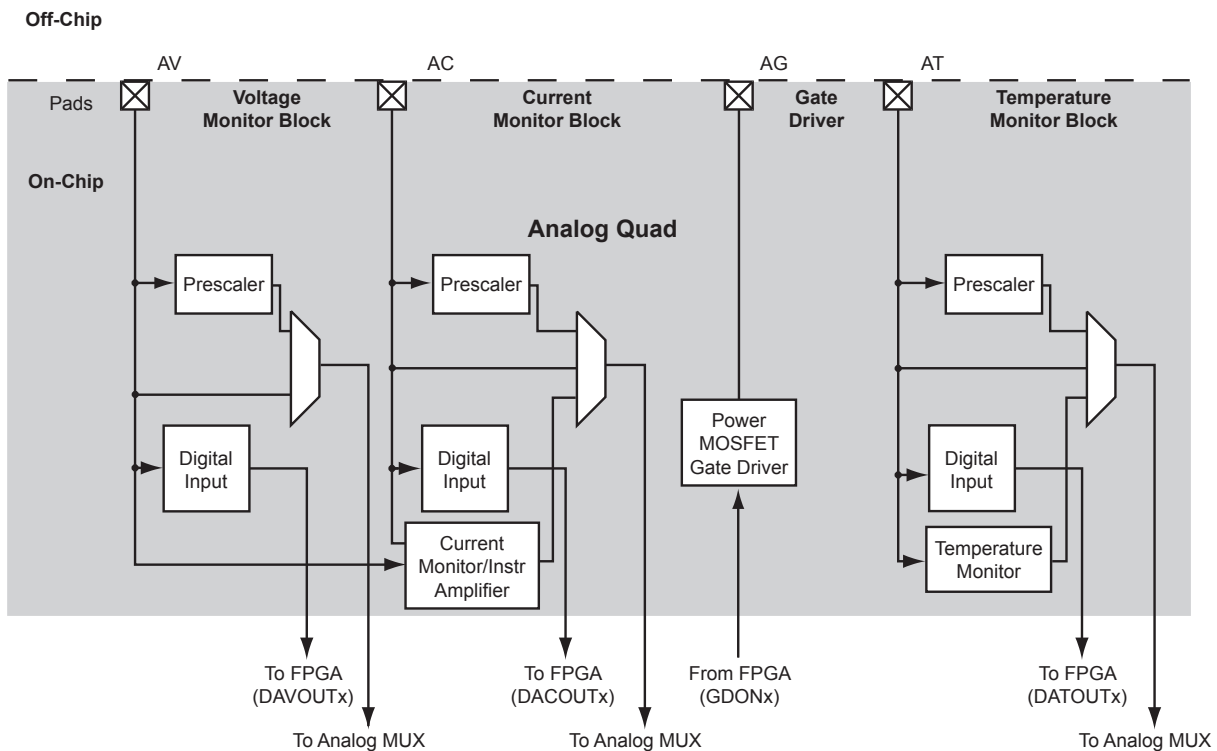 Off-Chip
AV
AC
AG
AT
Pads
Voltage
Monitor Block
Current
Monitor Block
Gate
Driver
Temperature
Monitor Block
On-Chip
Analog Quad
Prescaler
Prescaler
Prescaler
Digital
Input
Digital
Input
Power
MOSFET
Gate Driver
Digital
Input
Current
Monitor/Instr
Amplifier
Temperature
Monitor
To FPGA
(DAVOUTx)
To FPGA
(DACOUTx)
From FPGA
(GDONx)
To FPGA
(DATOUTx)
To Analog MUX
To Analog MUX
To Analog MUX